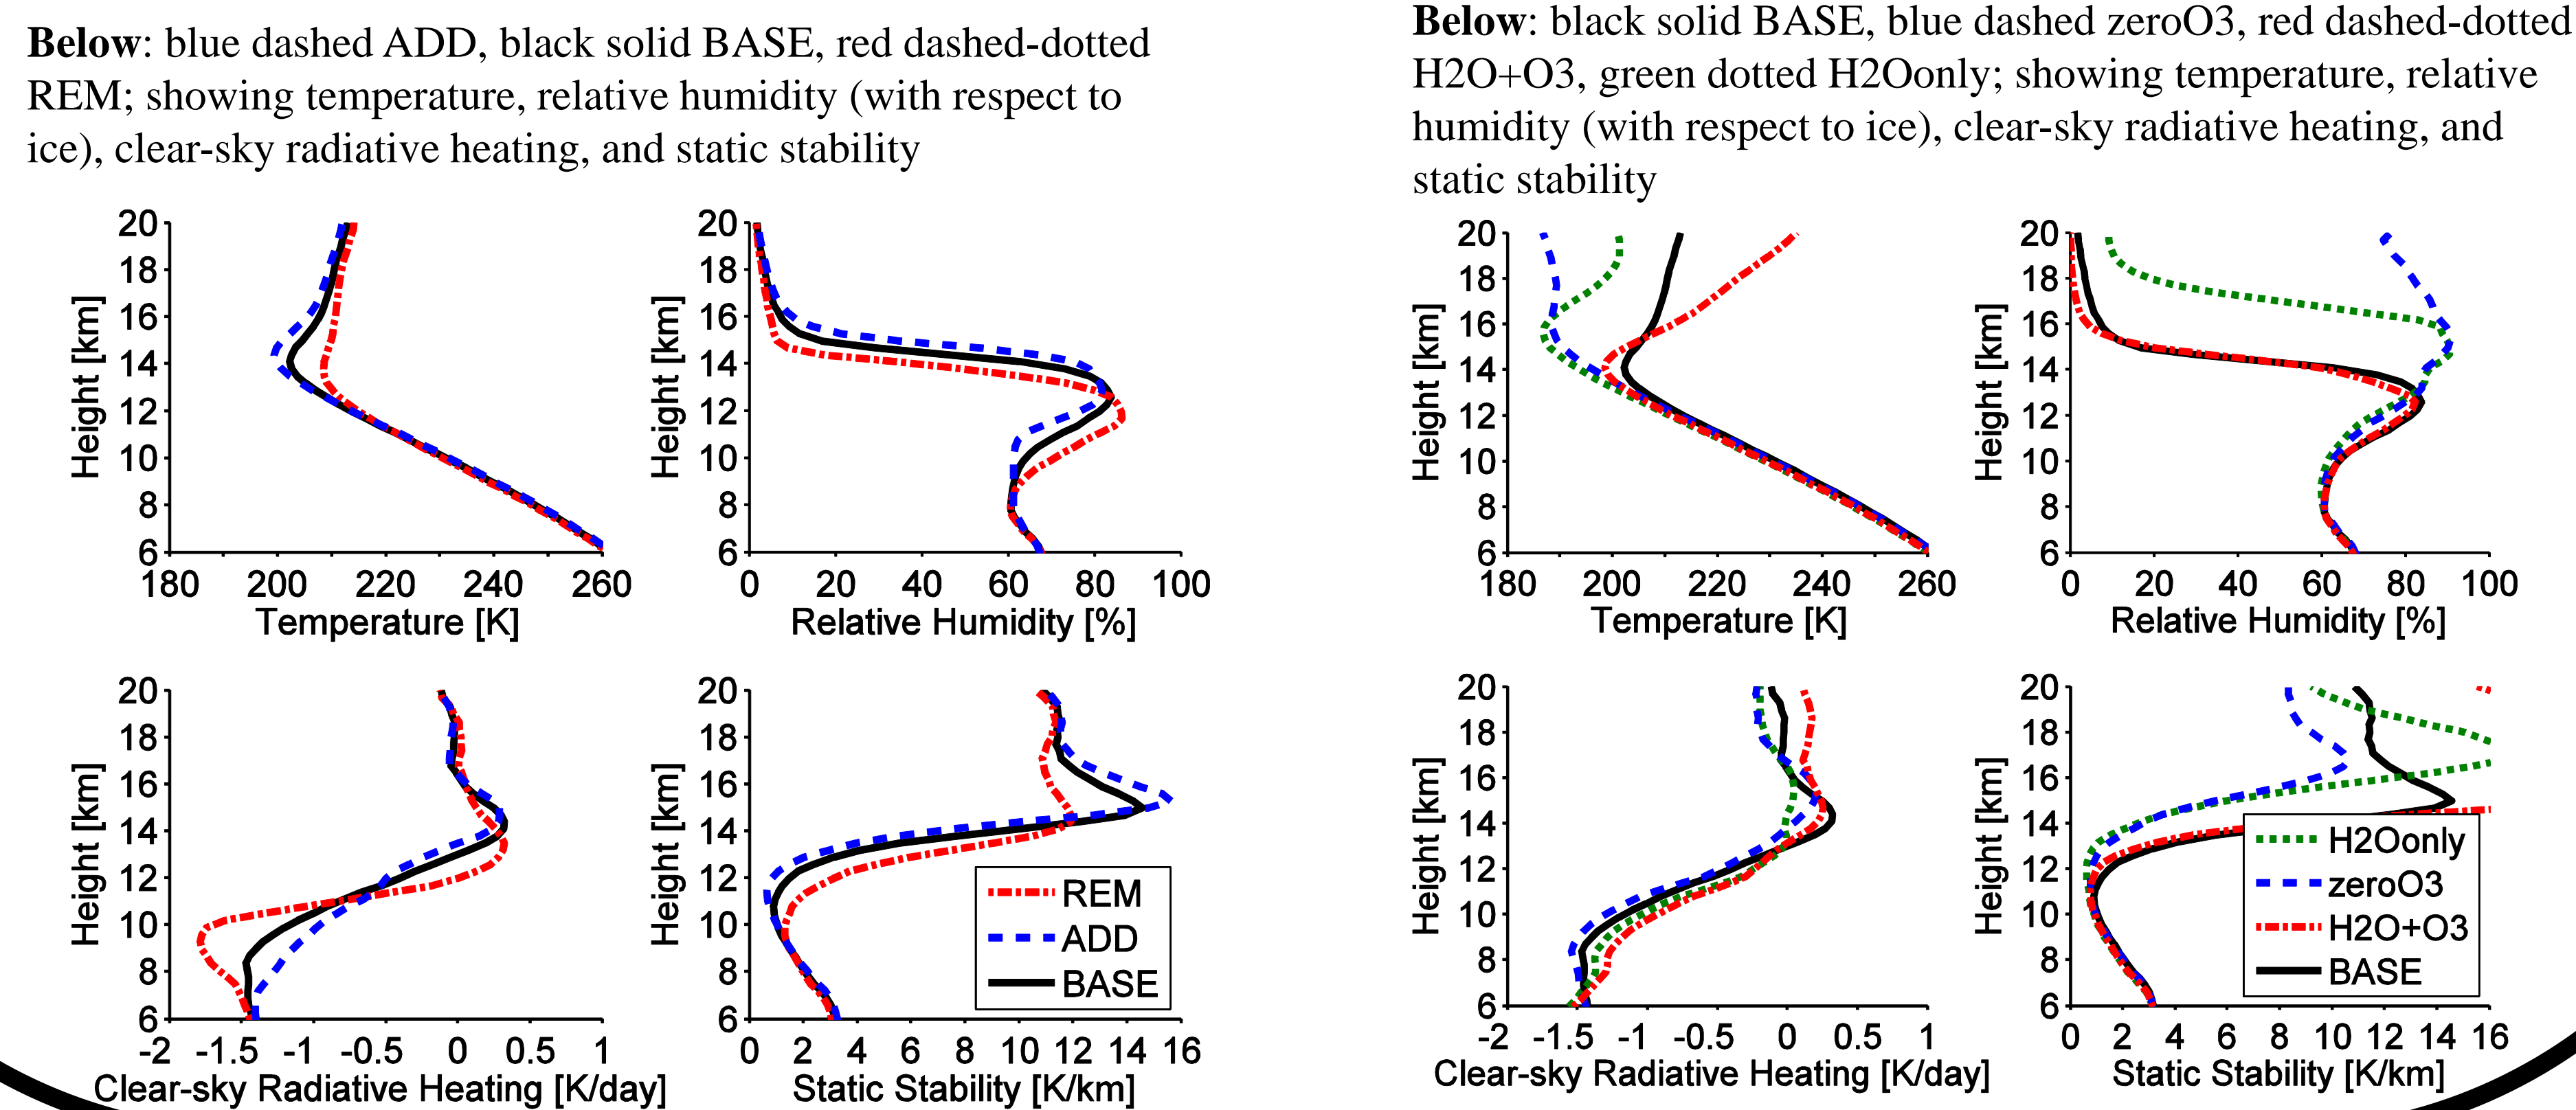 Below: blue dashed ADD, black solid BASE, red dashed-dotted
REM; showing temperature, relative humidity (with respect to
ice), clear-sky radiative heating, and static stability
20
18
16
14
12
10
8
6
Height [km]
180 200 220 240 260
Temperature [K]
20
18
16
14
12
10
8
6
Height [km]
0 20 40 60 80 100
Relative Humidity [%]
20
18
16
14
12
10
8
6
Height [km]
-2 -1.5 -1 -0.5 0 0.5 1
Clear-sky Radiative Heating [K/day]
20
18
16
14
12
10
8
6
Height [km]
REM
ADD
BASE
0 2 4 6 8 10 12 14 16
Static Stability [K/km]
Below: black solid BASE, blue dashed zeroO3, red dashed-dotted
H2O+O3, green dotted H2Oonly; showing temperature, relative
humidity (with respect to ice), clear-sky radiative heating, and
static stability
20
18
16
14
12
10
8
6
Height [km]
180 200 220 240 260
Temperature [K]
20
18
16
14
12
10
8
6
Height [km]
0 20 40 60 80 100
Relative Humidity [%]
20
18
16
14
12
10
8
6
Height [km]
-2 -1.5 -1 -0.5 0 0.5 1
Clear-sky Radiative Heating [K/day]
20
18
16
14
12
10
8
6
Height [km]
H2Oonly
zeroO3
H2O+O3
BASE
0 2 4 6 8 10 12 14 16
Static Stability [K/km]